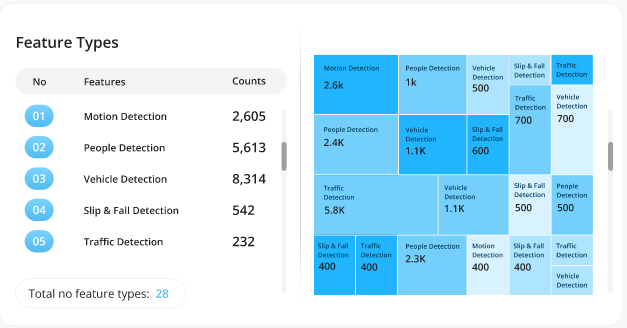 Feature Types
No Features Counts
01 Motion Detection 2,605
02 People Detection 5,613
03 Vehicle Detection 8,314
04 Slip & Fall Detection 542
05 Traffic Detection 232
Total no feature types: 28
Motion Detection
2.6k
People Detection
1k
Vehicle
Detection
500
Slip & Fall
Detection
Traffic
Detection
Traffic
Detection
700
Vehicle
Detection
700
People Detection
2.4K
Vehicle
Detection
1.1K
Slip & Fall
Detection
600
Traffic
Detection
5.8K
Vehicle
Detection
1.1K
Slip & Fall
Detection
500
People
Detection
500
Slip & Fall
Detection
400
Traffic
Detection
400
People Detection
2.3K
Motion
Detection
400
Slip & Fall
Detection
400
Traffic
Detection
Vehicle
Detection